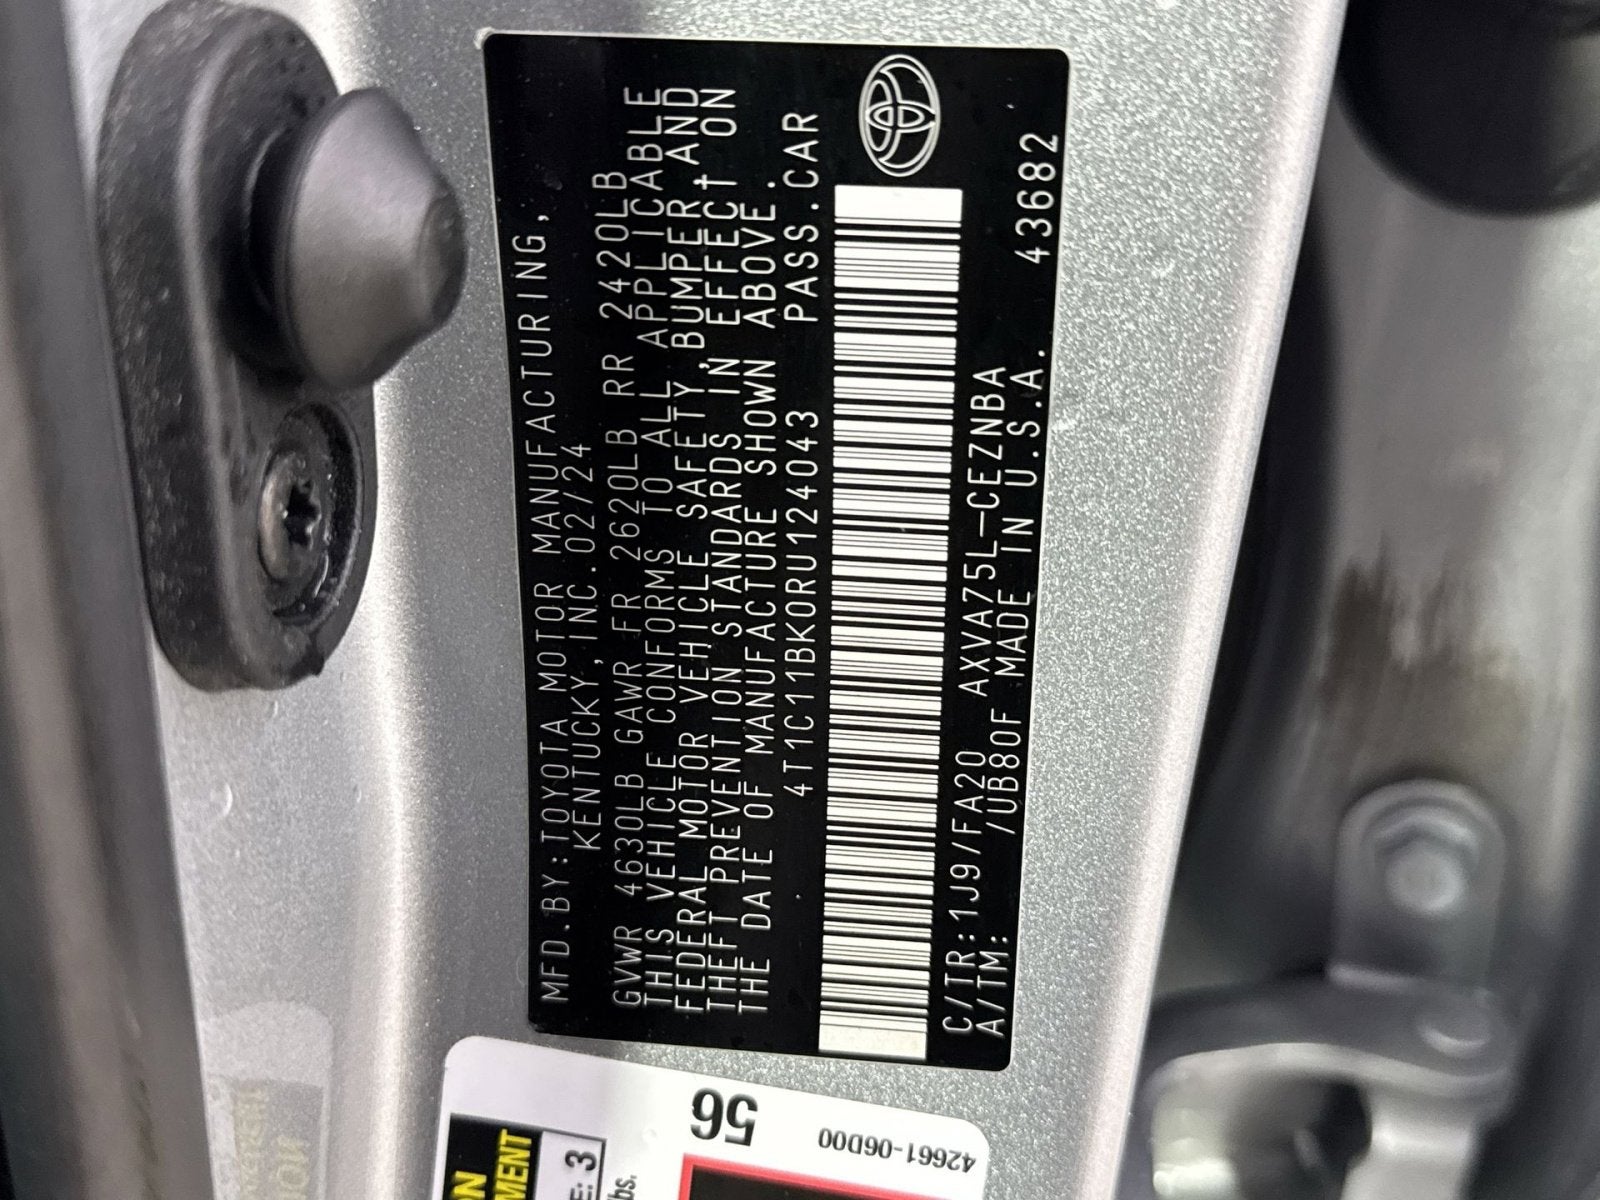 MFD.BY:TOYOTA MOTOR MANUFACTURING,
KENTUCKY,INC.02/24
GVWR 4630LB GAWR FR 2620LB RR 2420LB
THIS VEHICLE CONFORMS TO ALL APPLICABLE
FEDERAL MOTOR VEHICLE SAFETY,BUMPER,AND
THEFT PREVENTION STANDARDS IN EFFECT ON
THE DATE OF MANUFACTURE SHOWN ABOVE.
4T1C11BK0RU124043 PASS.CAR
C/TR:1J9/FA20 AXVA75L-CEZNBA
A/TM: /UB80F MADE IN U.S.A. 43682
56
42661-06D00